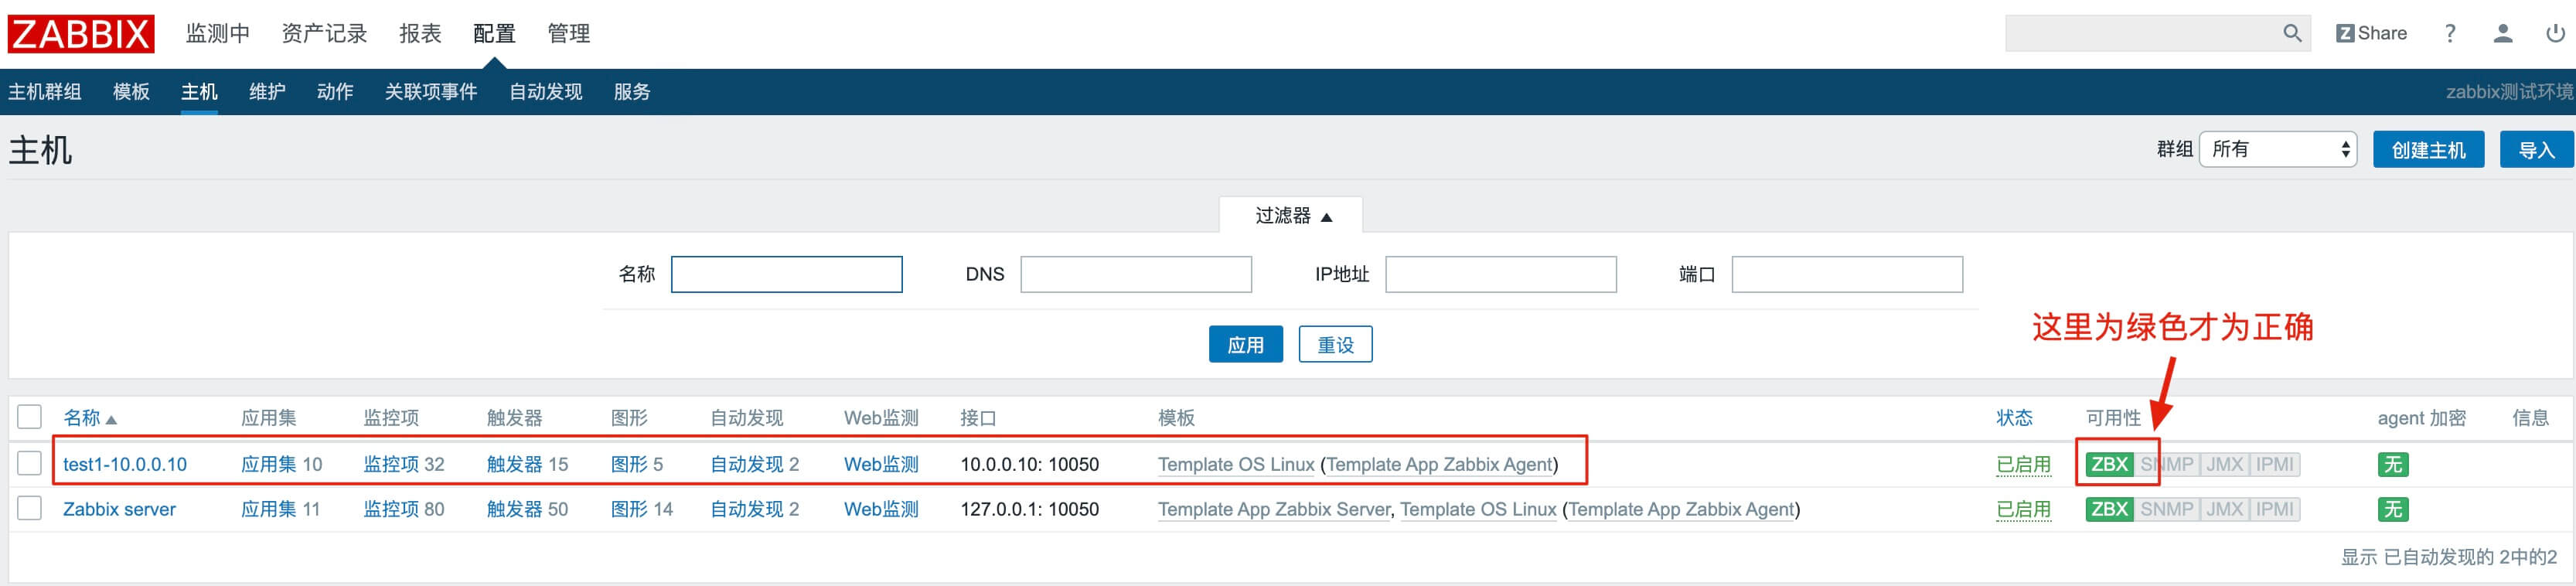 ZABBIX 监测中 资产记录 报表 配置 管理 Z Share ?
主机群组 模板 主机 维护 动作 关联项事件 自动发现 服务 zabbix测试环境
主机 群组 所有 创建主机 导入
过滤器 ▲
名称 DNS IP地址 端口
应用 重设
这里为绿色才为正确
名称▲ 应用集 监控项 触发器 图形 自动发现 Web监测 接口 模板 状态 可用性 agent 加密 信息
test1-10.0.0.10 应用集 10 监控项 32 触发器 15 图形 5 自动发现 2 Web监测 10.0.0.10: 10050 Template OS Linux (Template App Zabbix Agent) 已启用 ZBX SNMP JMX IPMI 无
Zabbix server 应用集 11 监控项 80 触发器 50 图形 14 自动发现 2 Web监测 127.0.0.1: 10050 Template App Zabbix Server, Template OS Linux (Template App Zabbix Agent) 已启用 ZBX SNMP JMX IPMI 无
显示 已自动发现的 2中的2